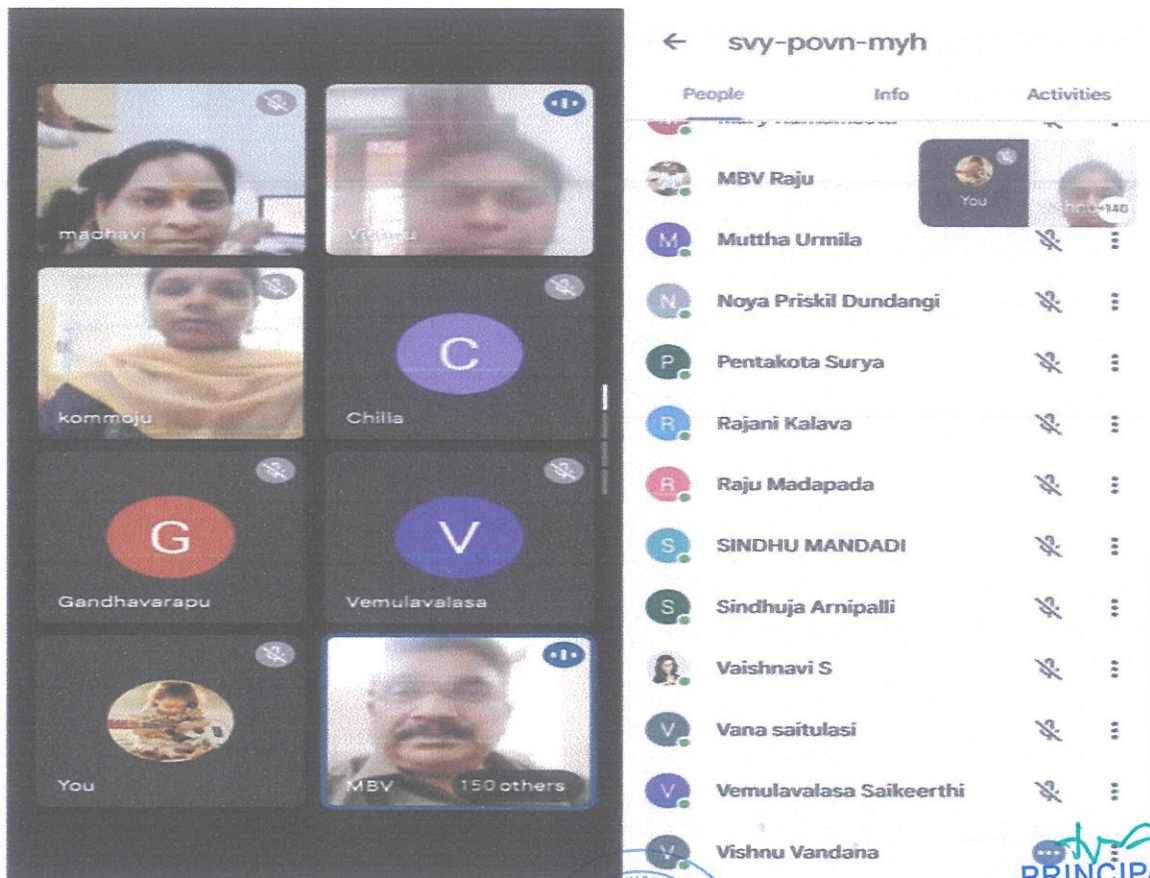 madhavi
Vishnu
kommoju
C
Chilla
G
Gandhavarapu
V
Vemulavalasa
You
MBV
150 others
svy-povn-myh
People
Info
Activities
MBV Raju
You
+140
M
Muttha Urmila
N
Noya Priskil Dundangi
P
Pentakota Surya
R
Rajani Kalava
R
Raju Madapada
S
SINDHU MANDADI
S
Sindhuja Arnipalli
Vaishnavi S
V
Vana saitulasi
V
Vemulavalasa Saikeerthi
V
Vishnu Vandana